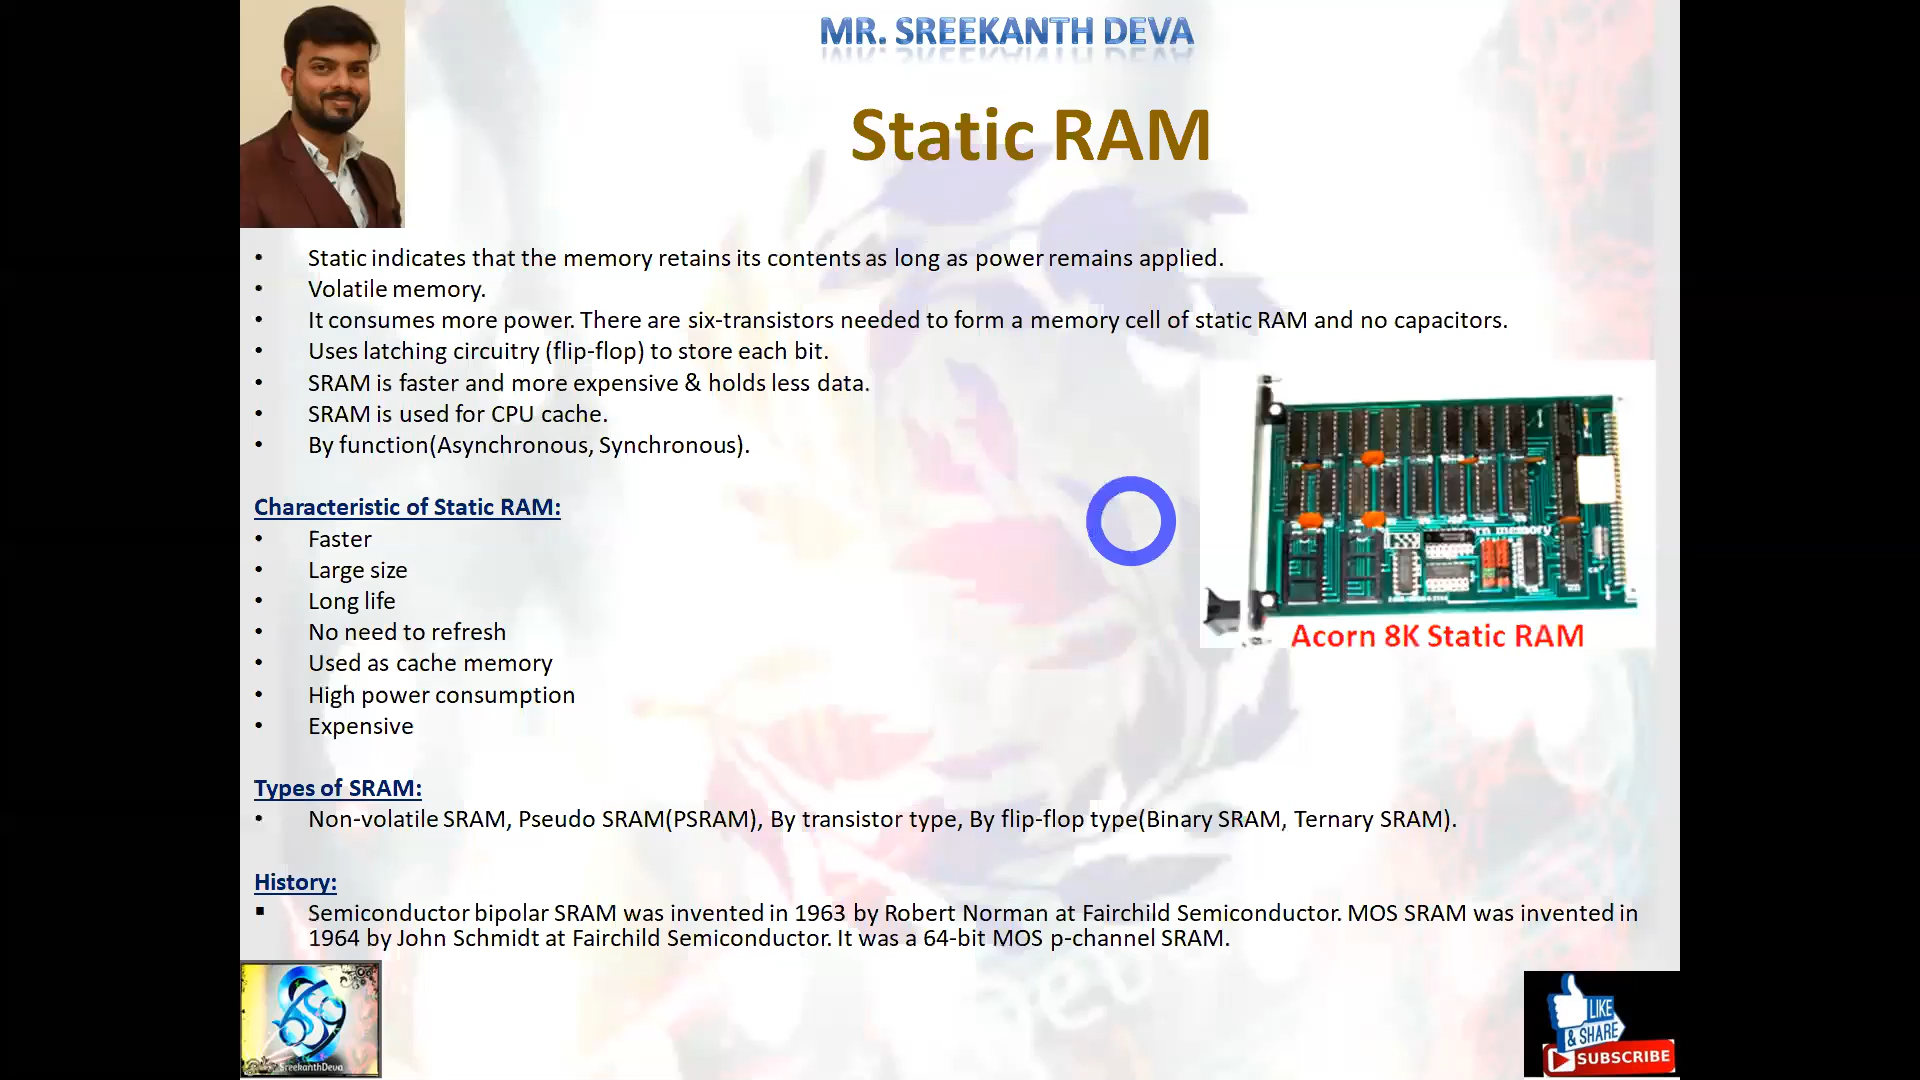 MR. SREEKANTH DEVA
Static RAM
• Static indicates that the memory retains its contents as long as power remains applied.
• Volatile memory.
• It consumes more power. There are six-transistors needed to form a memory cell of static RAM and no capacitors.
• Uses latching circuitry (flip-flop) to store each bit.
• SRAM is faster and more expensive & holds less data.
• SRAM is used for CPU cache.
• By function(Asynchronous, Synchronous).
Acorn 8K Static RAM
Characteristic of Static RAM:
• Faster
• Large size
• Long life
• No need to refresh
• Used as cache memory
• High power consumption
• Expensive
Types of SRAM:
• Non-volatile SRAM, Pseudo SRAM(PSRAM), By transistor type, By flip-flop type(Binary SRAM, Ternary SRAM).
History:
▪ Semiconductor bipolar SRAM was invented in 1963 by Robert Norman at Fairchild Semiconductor. MOS SRAM was invented in
1964 by John Schmidt at Fairchild Semiconductor. It was a 64-bit MOS p-channel SRAM.
SreekanthDeva
LIKE
& SHARE
SUBSCRIBE